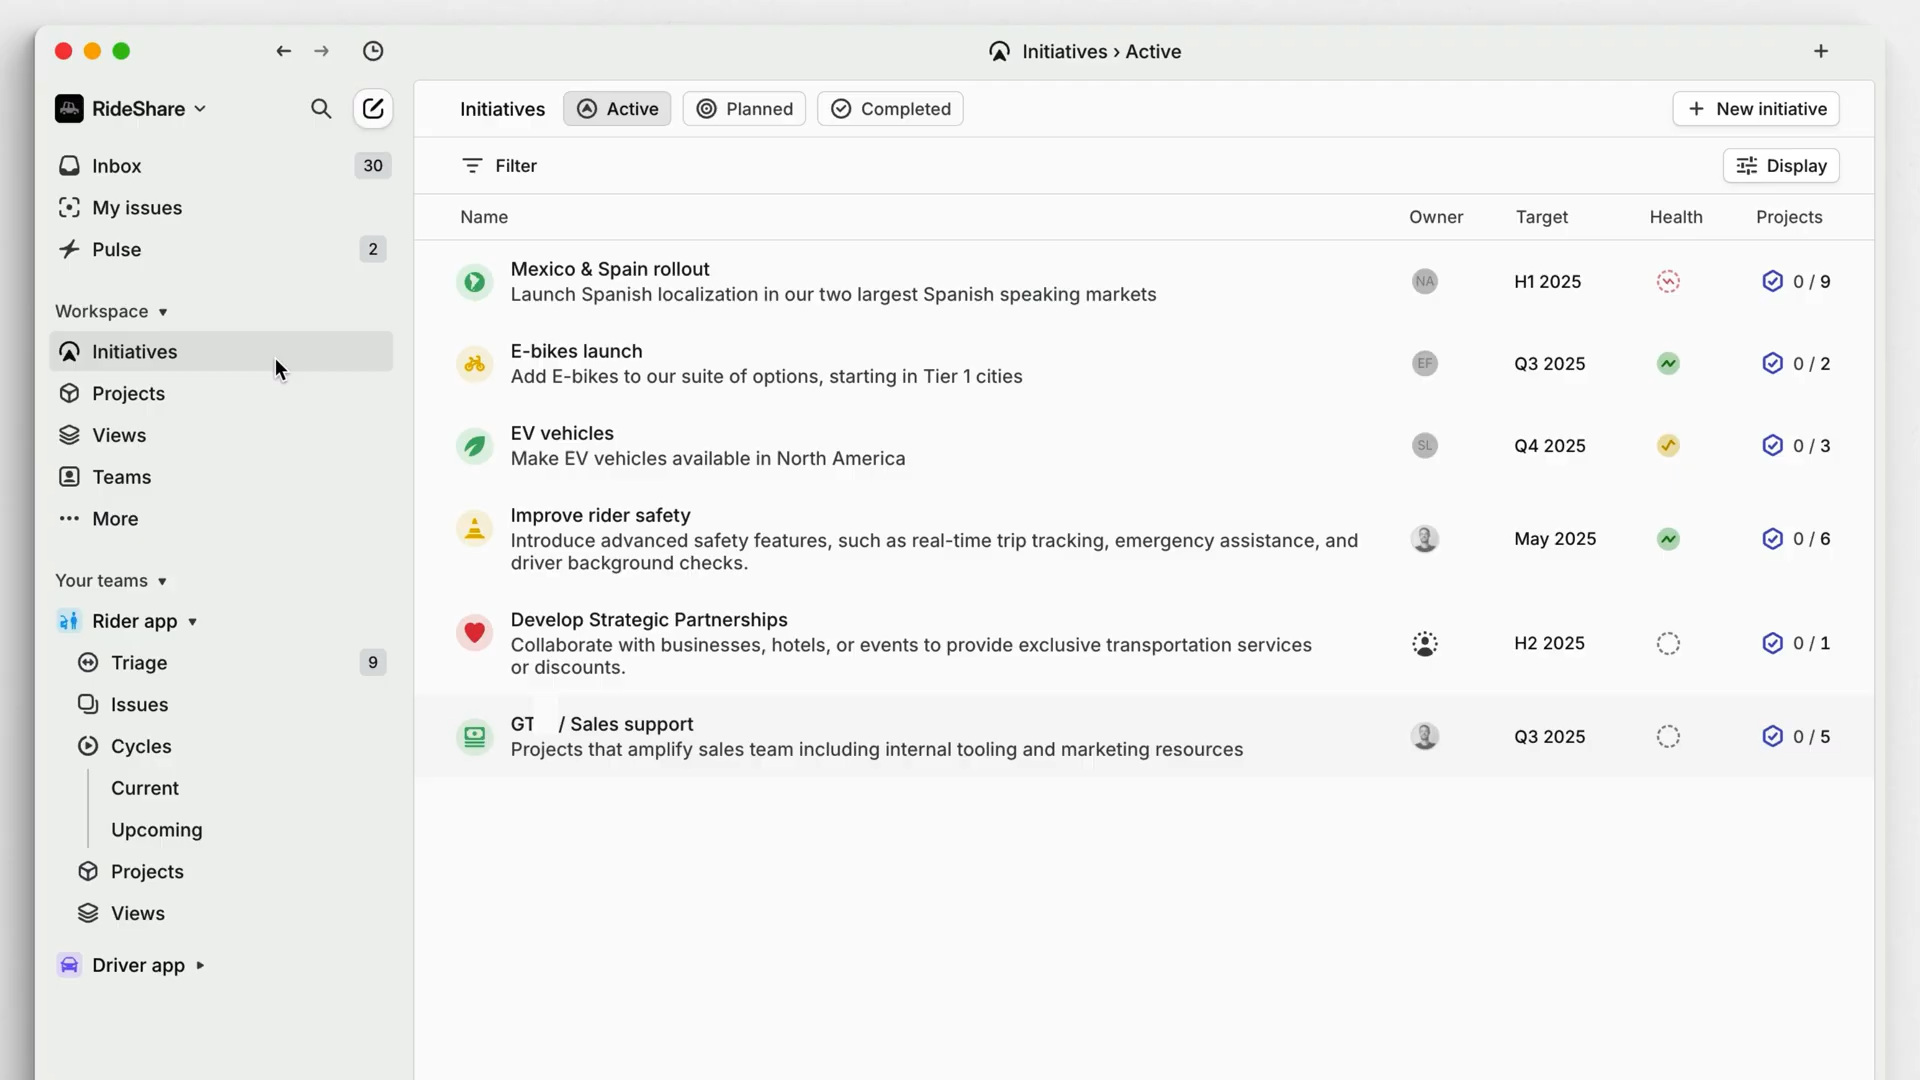 Initiatives › Active
RideShare
Inbox 30
My issues
Pulse 2
Workspace
Initiatives
Projects
Views
Teams
More
Your teams
Rider app
Triage 9
Issues
Cycles
Current
Upcoming
Projects
Views
Driver app
Initiatives Active Planned Completed New initiative
Filter Display
Name Owner Target Health Projects
Mexico & Spain rollout
Launch Spanish localization in our two largest Spanish speaking markets
NA H1 2025 0 / 9
E-bikes launch
Add E-bikes to our suite of options, starting in Tier 1 cities
EF Q3 2025 0 / 2
EV vehicles
Make EV vehicles available in North America
SL Q4 2025 0 / 3
Improve rider safety
Introduce advanced safety features, such as real-time trip tracking, emergency assistance, and
driver background checks.
May 2025 0 / 6
Develop Strategic Partnerships
Collaborate with businesses, hotels, or events to provide exclusive transportation services
or discounts.
H2 2025 0 / 1
/ Sales support
Projects that amplify sales team including internal tooling and marketing resources
Q3 2025 0 / 5